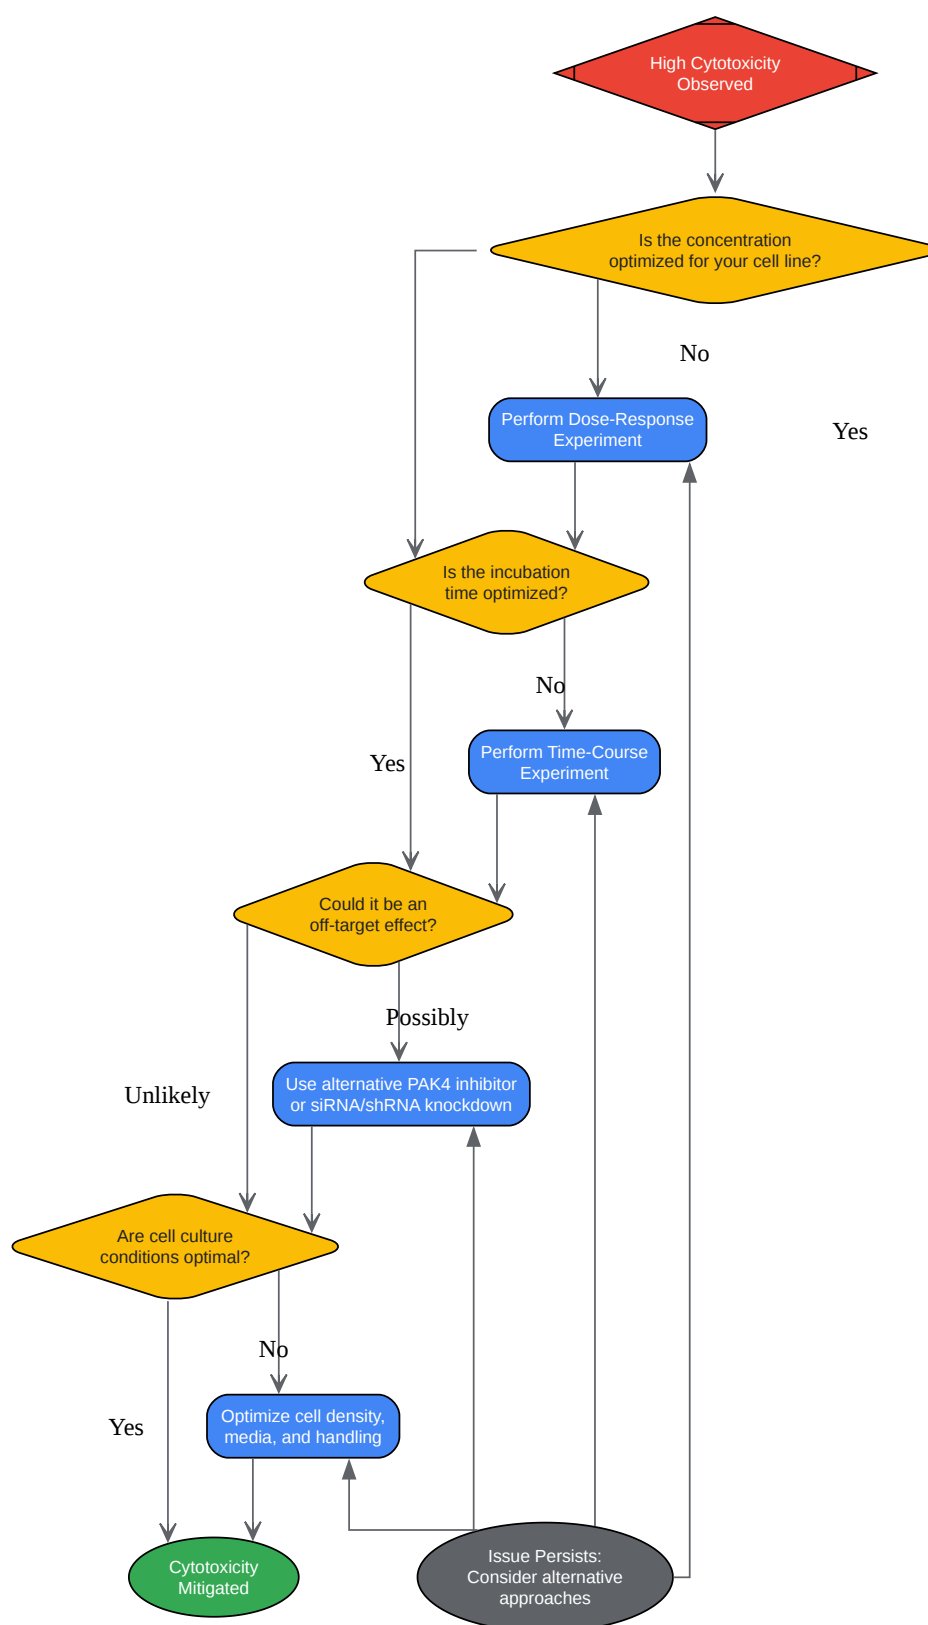 High Cytotoxicity
Observed
Is the concentration
optimized for your cell line?
No
Perform Dose-Response
Experiment
Yes
Is the incubation
time optimized?
No
Perform Time-Course
Experiment
Yes
Could it be an
off-target effect?
Possibly
Use alternative PAK4 inhibitor
or siRNA/shRNA knockdown
Unlikely
Are cell culture
conditions optimal?
No
Optimize cell density,
media, and handling
Yes
Cytotoxicity
Mitigated
Issue Persists:
Consider alternative
approaches